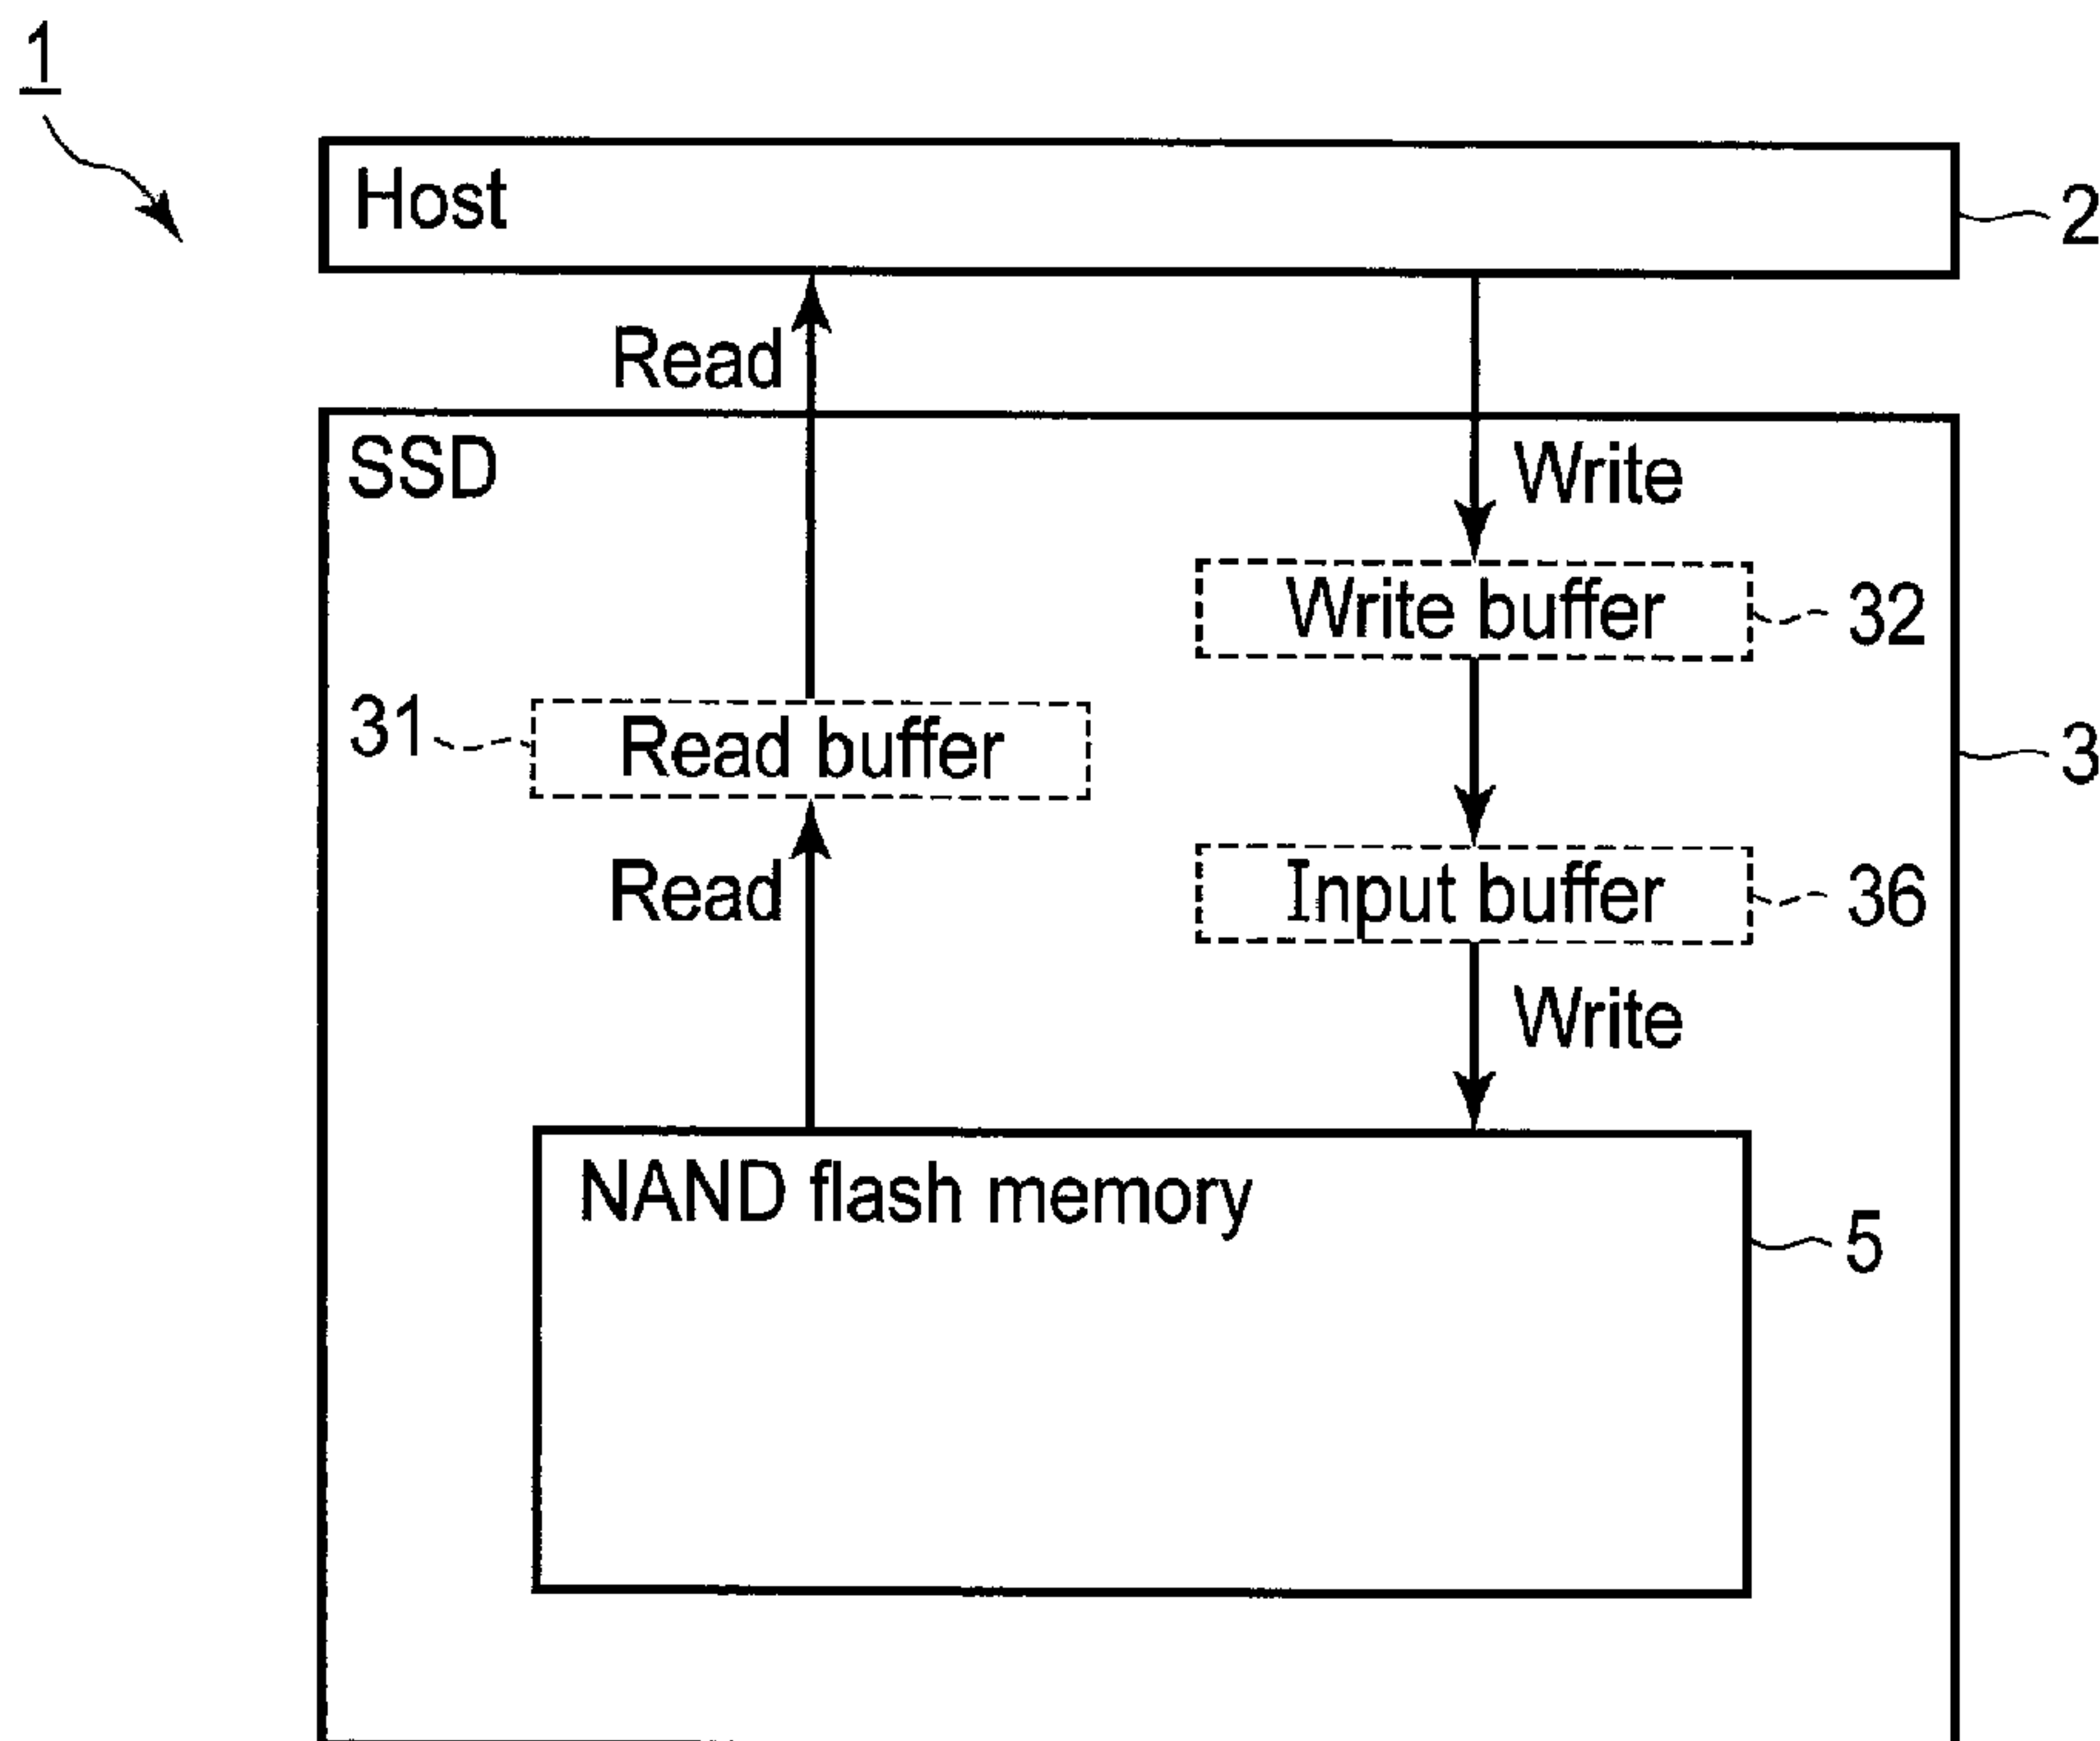 1
Host
2
Read
SSD
Write
Write buffer
32
31
Read buffer
3
Read
Input buffer
36
Write
NAND flash memory
5